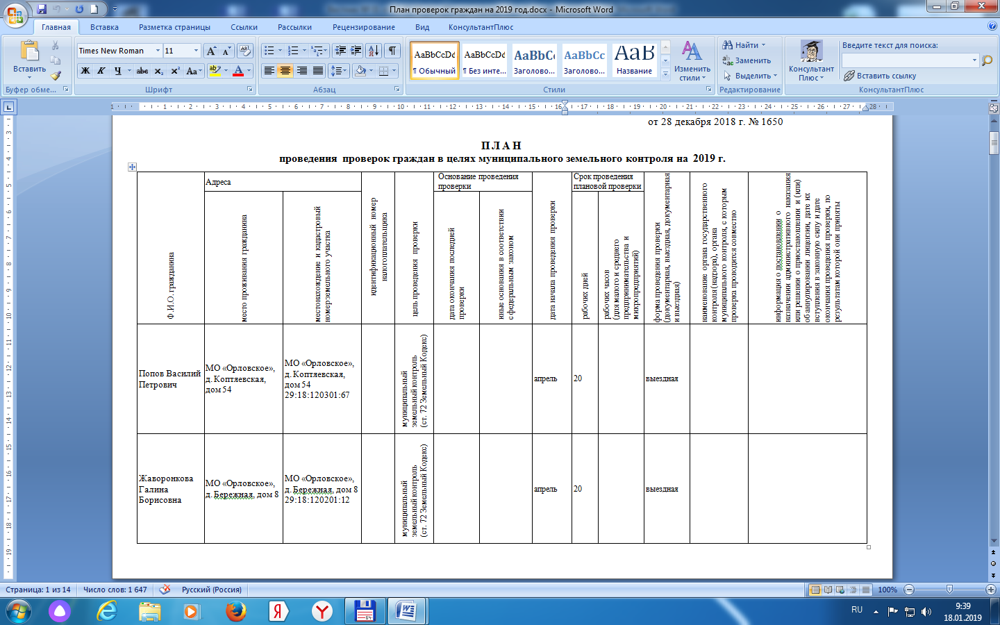 План проверок граждан на 2019 год.docx - Microsoft Word
Главная
Вставка
Разметка страницы
Ссылки
Рассылки
Рецензирование
Вид
КонсультантПлюс
Вставить
Буфер обме...
Times New Roman
11
Ж К Ч abc x₂ x² Aa
Шрифт
Абзац
AaBbCcDd
¶ Обычный
AaBbCcDd
¶ Без инте...
AaBbC
Заголово...
AaBbCc
Заголово...
AaB
Название
Изменить
стили
Стили
Найти
Заменить
Выделить
Редактирование
Консультант
Плюс
Введите текст для поиска:
Вставить ссылку
КонсультантПлюс
от 28 декабря 2018 г. № 1650
П Л А Н
проведения проверок граждан в целях муниципального земельного контроля на 2019 г.
Ф.И.О. гражданина
Адреса
место проживания гражданина
местонахождение и кадастровый
номер земельного участка
идентификационный номер
налогоплательщика
цель проведения проверки
Основание проведения
проверки
дата окончания последней
проверки
иные основания в соответствии
с федеральным законом
дата начала проведения проверки
Срок проведения
плановой проверки
рабочих дней
рабочих часов
(для малого и среднего
предпринимательства и
микропредприятий)
форма проведения проверки
(документарная, выездная, документарная
и выездная)
наименование органа государственного
контроля (надзора), органа
муниципального контроля, с которым
проверка проводится совместно
информация о постановлении о
назначении административного наказания
или решении о приостановлении и (или)
об аннулировании лицензии, дате их
вступления в законную силу и дате
окончания проведения проверки, по
результатам которой они приняты
Попов Василий
Петрович
МО «Орловское»,
д. Коптяевская,
дом 54
МО «Орловское»,
д. Коптяевская,
дом 54
29:18:120301:67
муниципальный
земельный контроль
(ст. 72 Земельный Кодекс)
апрель
20
выездная
Жаворонкова
Галина
Борисовна
МО «Орловское»,
д. Бережная, дом 8
МО «Орловское»,
д. Бережная, дом 8
29:18:120201:12
муниципальный
земельный контроль
(ст. 72 Земельный Кодекс)
апрель
20
выездная
Страница: 1 из 14
Число слов: 1 647
Русский (Россия)
100%
RU
9:39
18.01.2019